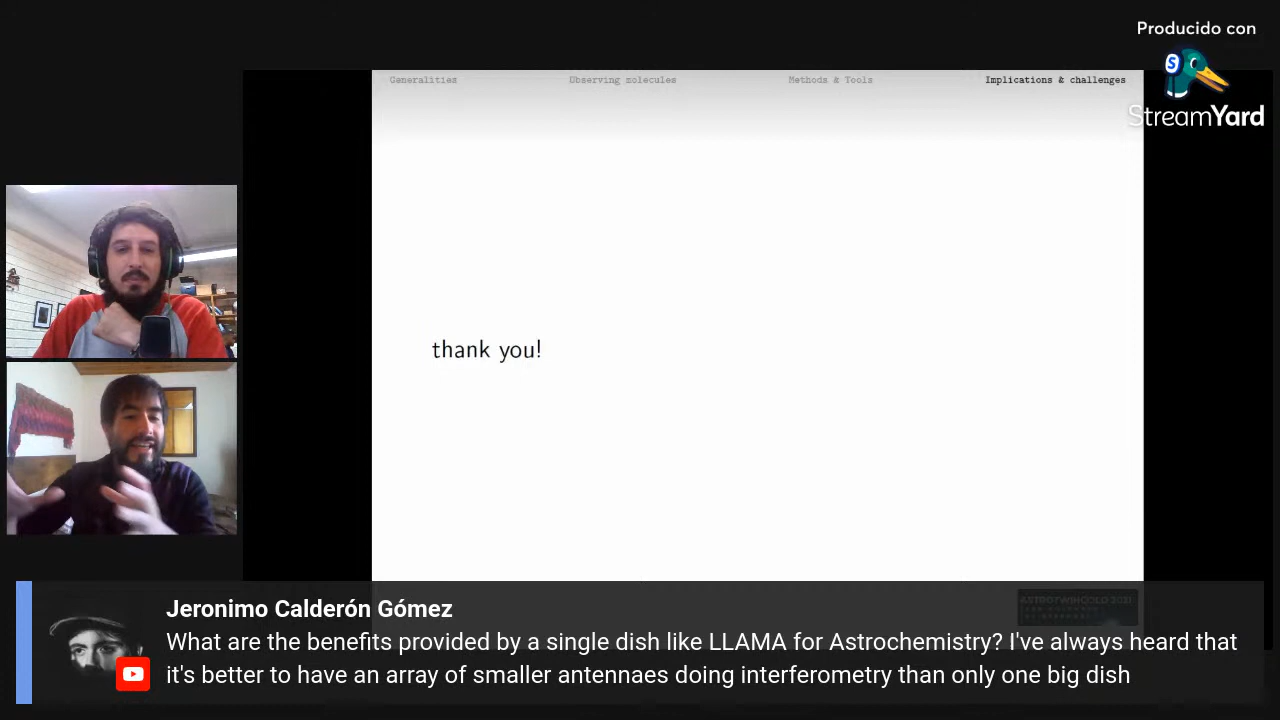 Producido con
StreamYard
Generalities Observing molecules Methods & Tools Implications & challenges
thank you!
Jeronimo Calderón Gómez
What are the benefits provided by a single dish like LLAMA for Astrochemistry? I've always heard that
it's better to have an array of smaller antennaes doing interferometry than only one big dish